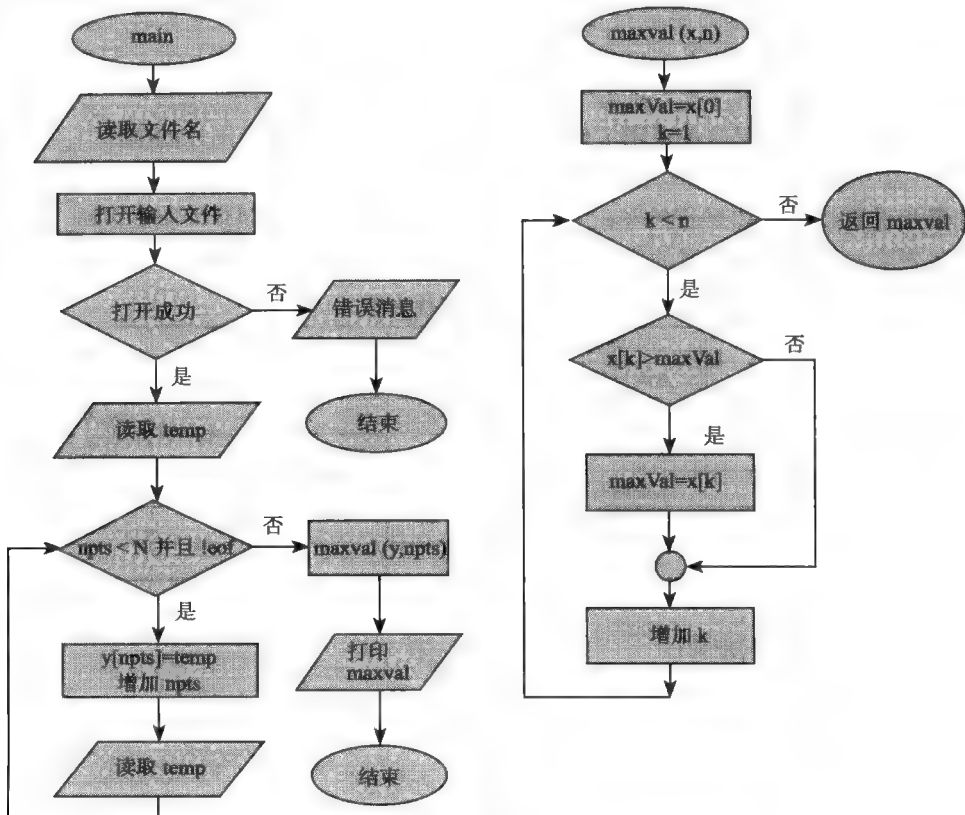 main
读取文件名
打开输入文件
打开成功
否
错误消息
结束
是
读取 temp
npts < N 并且 !eof
否
maxval (y,npts)
打印
maxval
结束
是
y[npts]=temp
增加 npts
读取 temp
maxval (x,n)
maxVal=x[0]
k=1
k < n
否
返回 maxval
是
x[k]>maxVal
否
是
maxVal=x[k]
增加 k